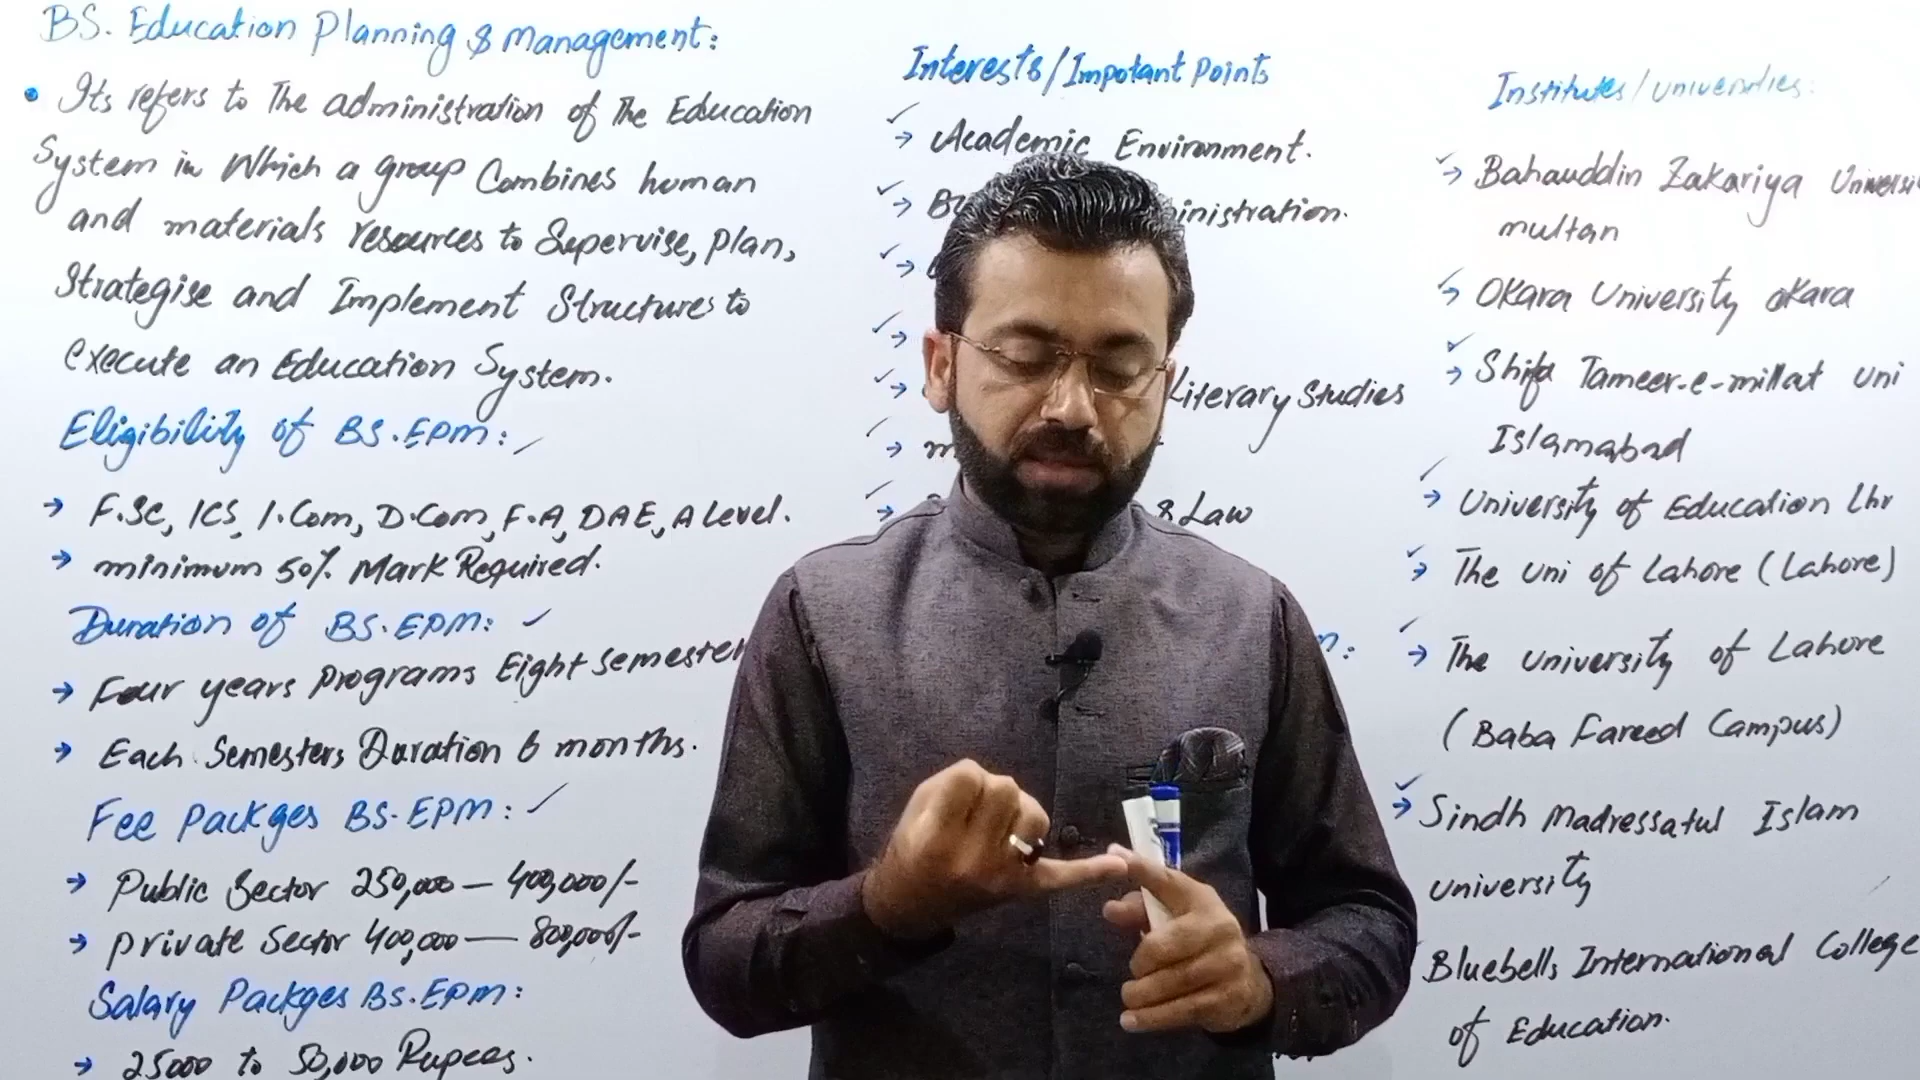 BS. Education Planning & Management:
Its refers to The administration of The Education
System in Which a group Combines human
and materials resources to Supervise, Plan,
Strategise and Implement Structures to
execute an Education System.
Eligibility of BS.EPM:
→ F.Sc, ICS, I.Com, D.Com, F.A, DAE, A Level.
→ minimum 50% Mark Required.
Duration of BS.EPM:
→ Four years Programs Eight Semester
→ Each Semesters Duration 6 months.
Fee Packges BS.EPM:
→ Public Sector 250,000 — 400,000/-
→ private Sector 400,000 — 800,000/-
Salary Packges BS.EPM:
→ 25000 to 50,000 Rupees.
Interests/Impotant Points
→ Academic Environment.
Literary Studies
& Law
Institutes/universities:
→ Bahauddin Zakariya
multan
→ Okara University okara
→ Shifa Tameer-e-millat uni
Islamabad
→ University of Education Lhr
→ The uni of Lahore (Lahore)
→ The university of Lahore
(Baba Fareed Campus)
→ Sindh Madressatul Islam
university
Bluebells International College
of Education.